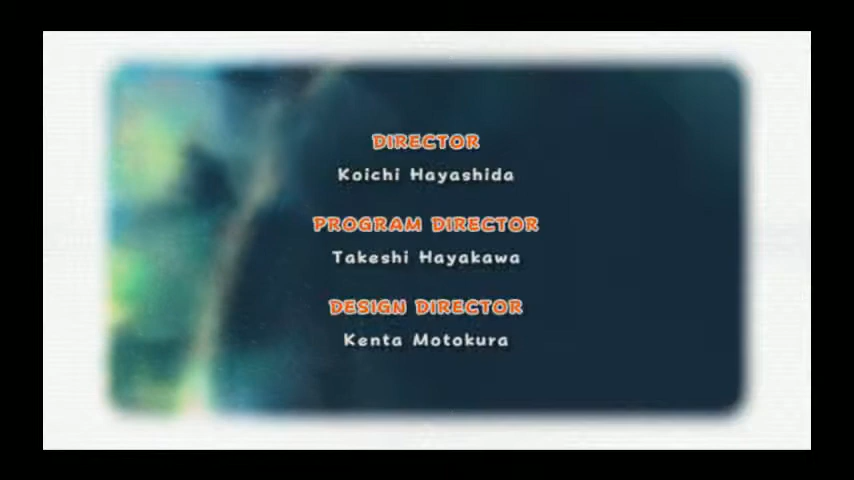 DIRECTOR
Koichi Hayashida
PROGRAM DIRECTOR
Takeshi Hayakawa
DESIGN DIRECTOR
Kenta Motokura